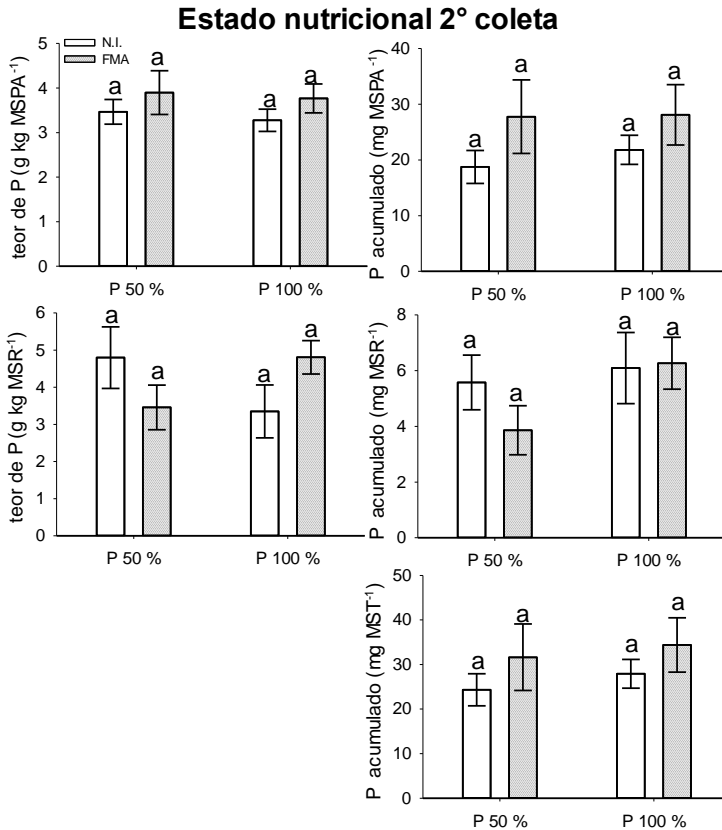 Estado nutricional 2° coleta
N.I.
FMA
teor de P (g kg MSPA⁻¹)
5
4
3
2
1
0
a
a
a
a
P 50 %
P 100 %
P acumulado (mg MSPA⁻¹)
40
30
20
10
0
a
a
a
a
P 50 %
P 100 %
teor de P (g kg MSR⁻¹)
6
5
4
3
2
1
0
a
a
a
a
P 50 %
P 100 %
P acumulado (mg MSR⁻¹)
8
6
4
2
0
a
a
a
a
P 50 %
P 100 %
P acumulado (mg MST⁻¹)
50
40
30
20
10
0
a
a
a
a
P 50 %
P 100 %